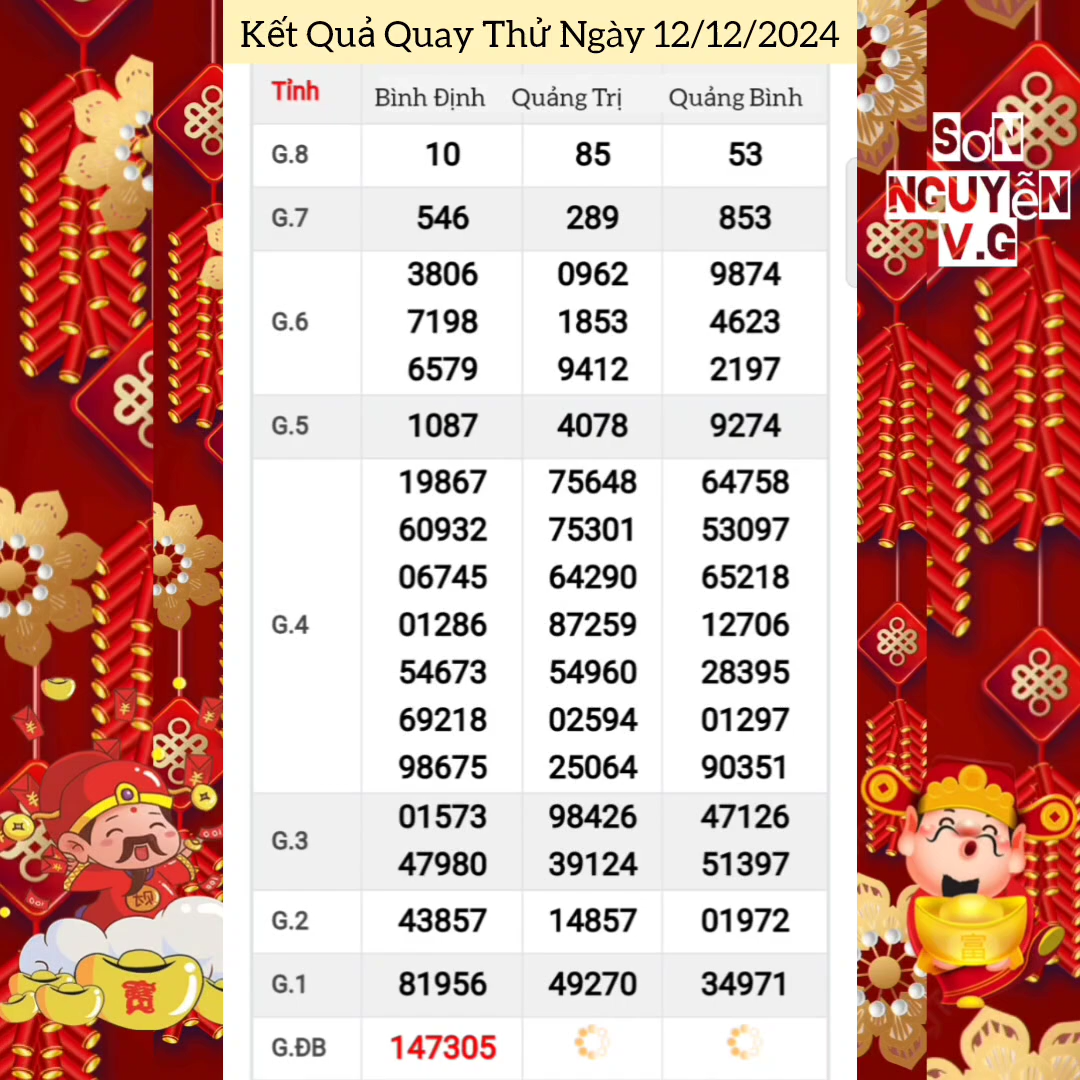 Kết Quả Quay Thử Ngày 12/12/2024
Tỉnh Bình Định Quảng Trị Quảng Bình
G.8 10 85 53
G.7 546 289 853
3806 0962 9874
G.6 7198 1853 4623
6579 9412 2197
G.5 1087 4078 9274
19867 75648 64758
60932 75301 53097
06745 64290 65218
G.4 01286 87259 12706
54673 54960 28395
69218 02594 01297
98675 25064 90351
G.3
01573 98426 47126
47980 39124 51397
G.2 43857 14857 01972
G.1 81956 49270 34971
G.ĐB 147305
SƠN
NGUYỄN
V.G
富